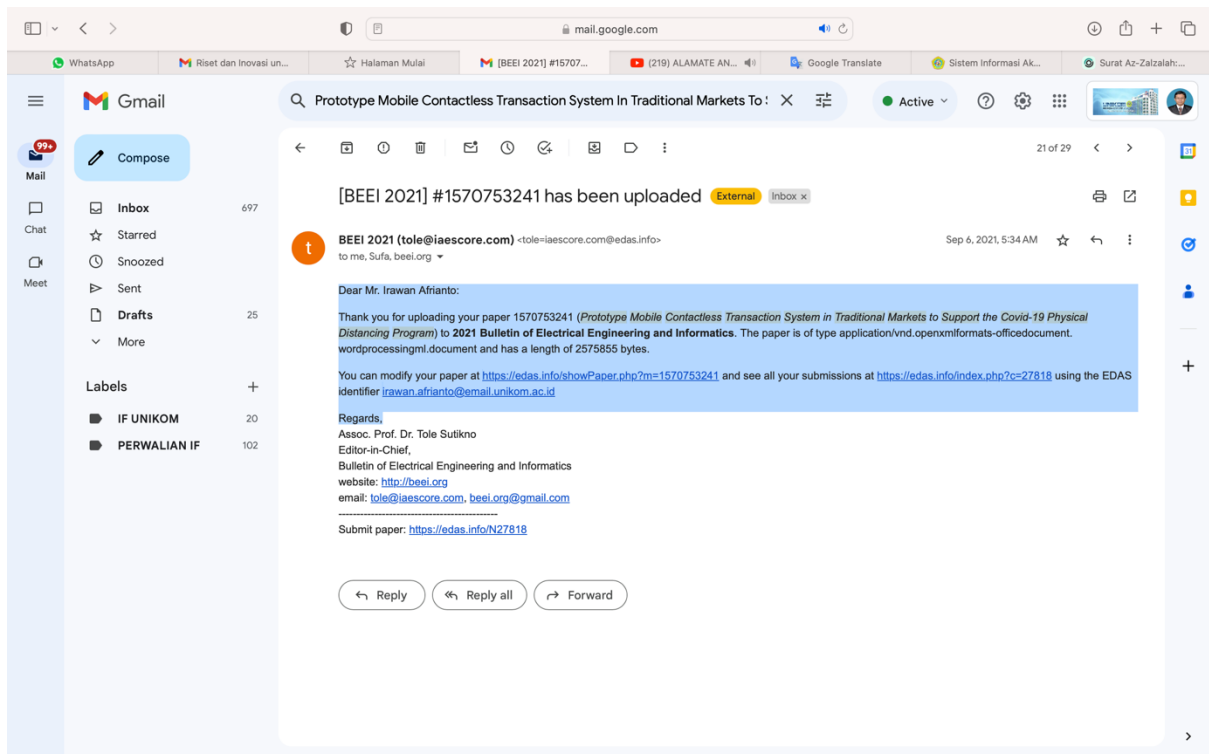 mail.google.com
WhatsApp
Riset dan Inovasi un...
Halaman Mulai
[BEEI 2021] #15707...
(219) ALAMATE AN...
Google Translate
Sistem Informasi Ak...
Surat Az-Zalzalah:...
Gmail
Prototype Mobile Contactless Transaction System In Traditional Markets To
Active
99+
Mail
Chat
Meet
Compose
Inbox 697
Starred
Snoozed
Sent
Drafts 25
More
Labels
IF UNIKOM 20
PERWALIAN IF 102
21 of 29
31
[BEEI 2021] #1570753241 has been uploaded External Inbox x
t
BEEI 2021 (tole@iaescore.com) <tole=iaescore.com@edas.info> Sep 6, 2021, 5:34 AM
to me, Sufa, beei.org
Dear Mr. Irawan Afrianto:
Thank you for uploading your paper 1570753241 (Prototype Mobile Contactless Transaction System in Traditional Markets to Support the Covid-19 Physical
Distancing Program) to 2021 Bulletin of Electrical Engineering and Informatics. The paper is of type application/vnd.openxmlformats-officedocument.
wordprocessingml.document and has a length of 2575855 bytes.
You can modify your paper at https://edas.info/showPaper.php?m=1570753241 and see all your submissions at https://edas.info/index.php?c=27818 using the EDAS
identifier irawan.afrianto@email.unikom.ac.id
Regards,
Assoc. Prof. Dr. Tole Sutikno
Editor-in-Chief,
Bulletin of Electrical Engineering and Informatics
website: http://beei.org
email: tole@iaescore.com, beei.org@gmail.com
--------------------------------------------
Submit paper: https://edas.info/N27818
Reply
Reply all
Forward